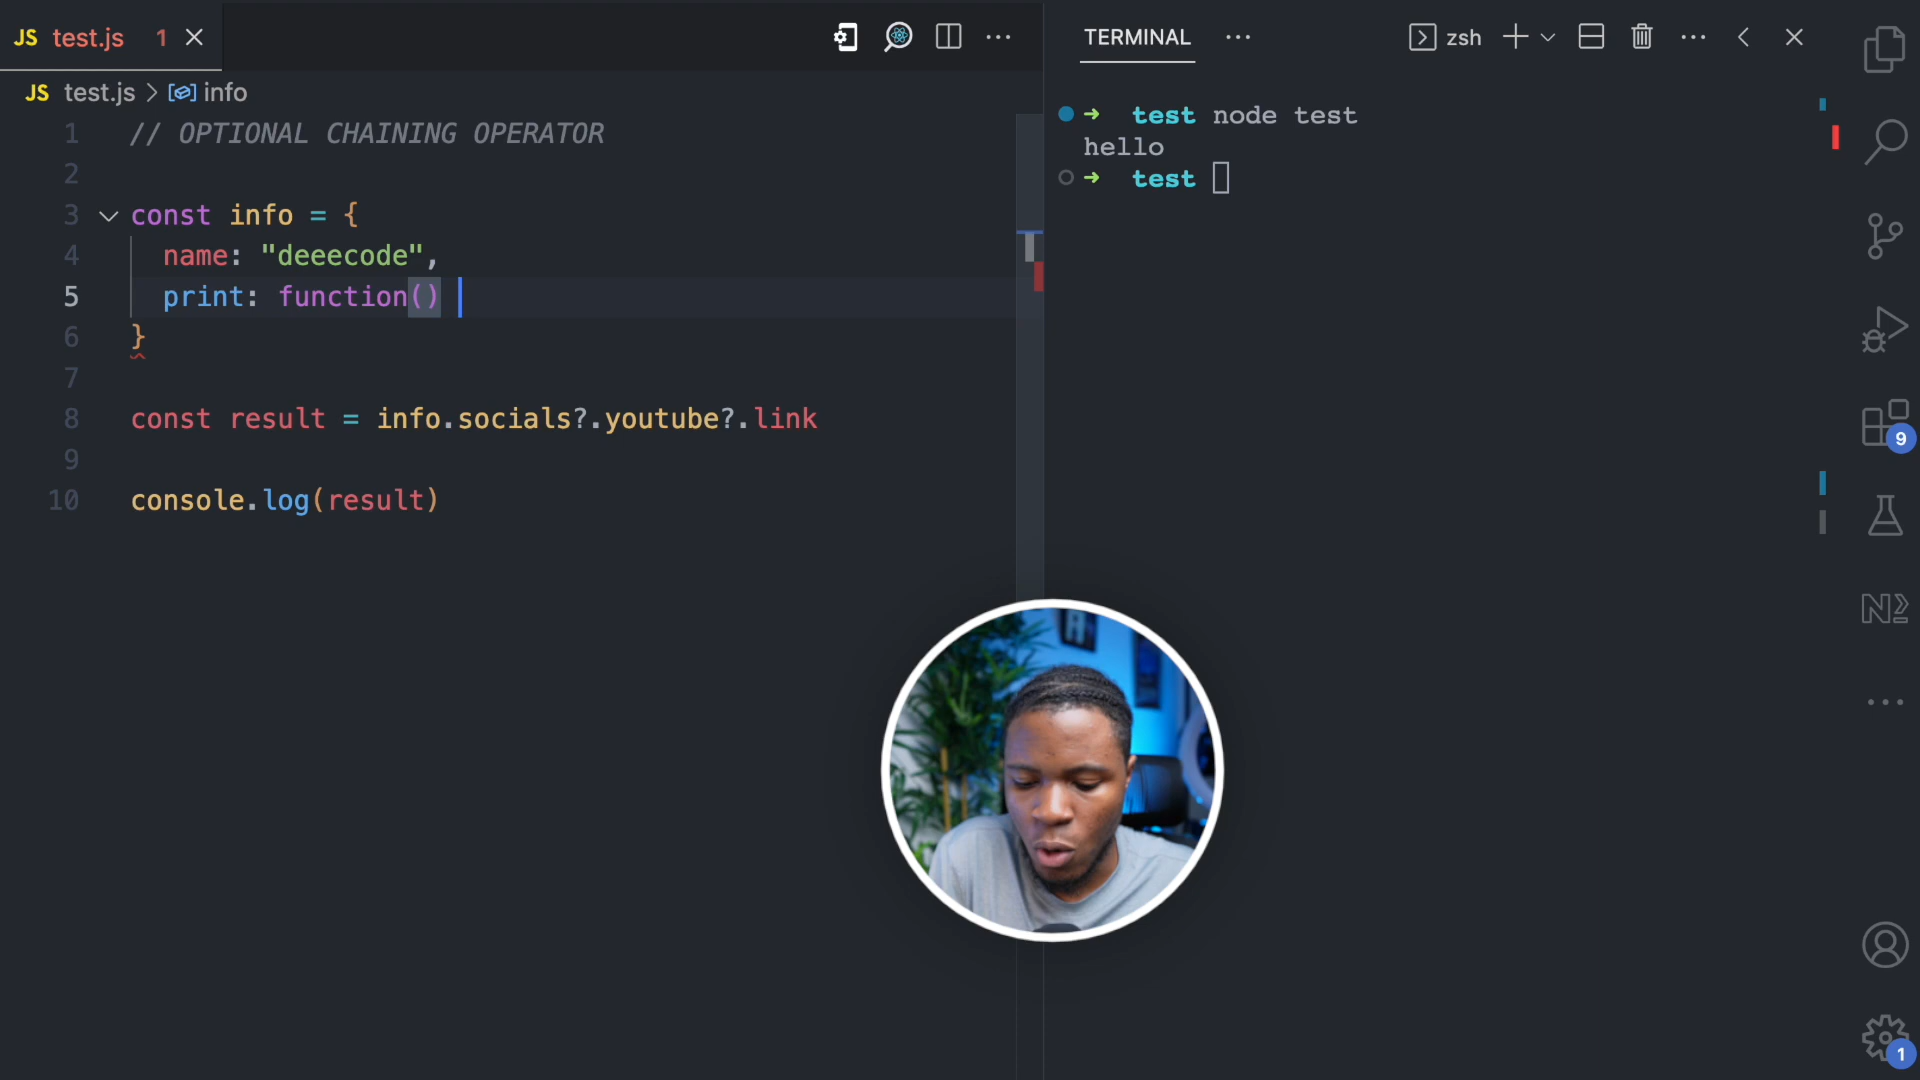 JS test.js 1
TERMINAL
zsh
JS test.js > info
1 // OPTIONAL CHAINING OPERATOR
2
3 const info = {
4 name: "deeecode",
5 print: function()
6 }
7
8 const result = info.socials?.youtube?.link
9
10 console.log(result)
➜ test node test
hello
➜ test
9
1